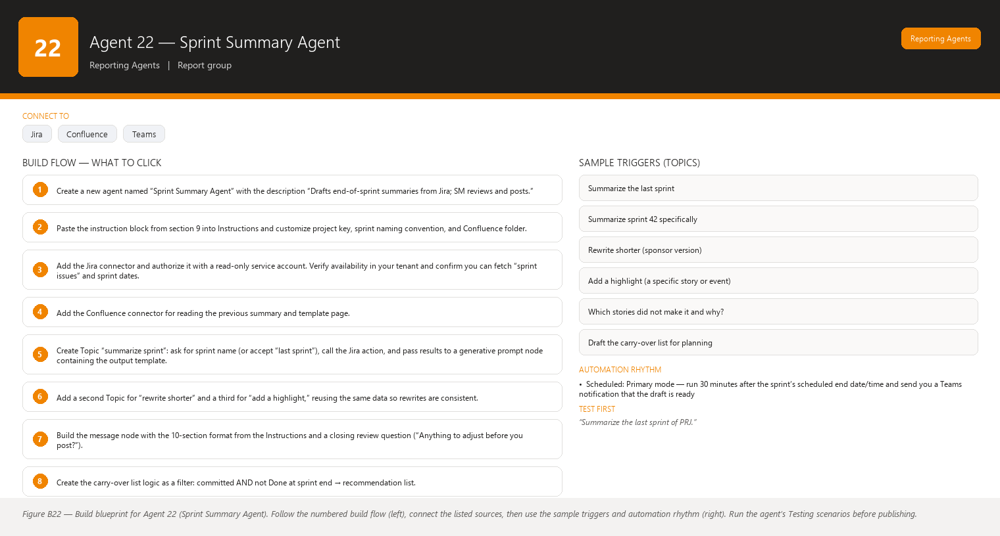 22
Agent 22 — Sprint Summary Agent
Reporting Agents | Report group
Reporting Agents
CONNECT TO
Jira
Confluence
Teams
BUILD FLOW — WHAT TO CLICK
1
Create a new agent named “Sprint Summary Agent” with the description “Drafts end-of-sprint summaries from Jira; SM reviews and posts.”
2
Paste the instruction block from section 9 into Instructions and customize project key, sprint naming convention, and Confluence folder.
3
Add the Jira connector and authorize it with a read-only service account. Verify availability in your tenant and confirm you can fetch “sprint
issues” and sprint dates.
4
Add the Confluence connector for reading the previous summary and template page.
5
Create Topic “summarize sprint”: ask for sprint name (or accept “last sprint”), call the Jira action, and pass results to a generative prompt node
containing the output template.
6
Add a second Topic for “rewrite shorter” and a third for “add a highlight,” reusing the same data so rewrites are consistent.
7
Build the message node with the 10-section format from the Instructions and a closing review question (“Anything to adjust before you
post?”).
8
Create the carry-over list logic as a filter: committed AND not Done at sprint end → recommendation list.
SAMPLE TRIGGERS (TOPICS)
Summarize the last sprint
Summarize sprint 42 specifically
Rewrite shorter (sponsor version)
Add a highlight (a specific story or event)
Which stories did not make it and why?
Draft the carry-over list for planning
AUTOMATION RHYTHM
• Scheduled: Primary mode — run 30 minutes after the sprint’s scheduled end date/time and send you a Teams
notification that the draft is ready
TEST FIRST
“Summarize the last sprint of PRJ.”
Figure B22 — Build blueprint for Agent 22 (Sprint Summary Agent). Follow the numbered build flow (left), connect the listed sources, then use the sample triggers and automation rhythm (right). Run the agent's Testing scenarios before publishing.